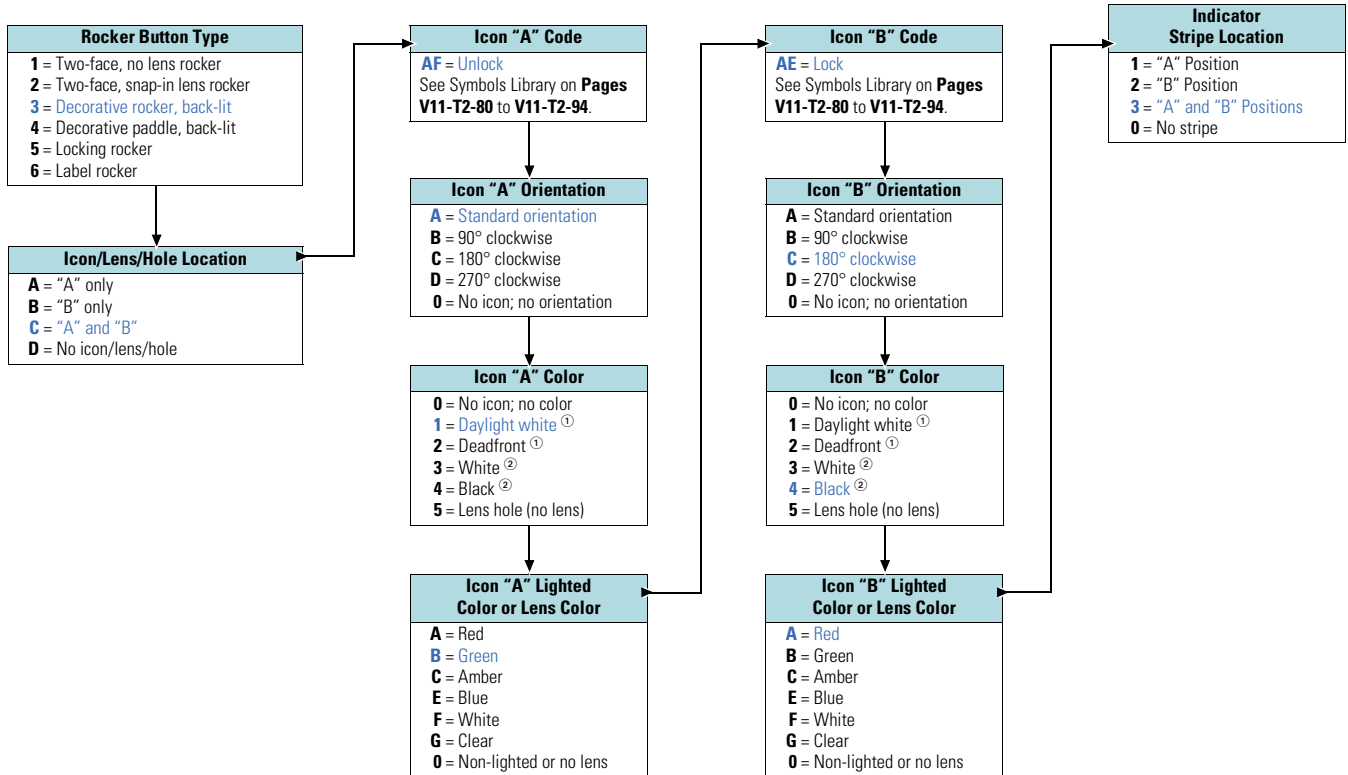 Rocker Button Type
1 = Two-face, no lens rocker
2 = Two-face, snap-in lens rocker
3 = Decorative rocker, back-lit
4 = Decorative paddle, back-lit
5 = Locking rocker
6 = Label rocker
Icon/Lens/Hole Location
A = “A” only
B = “B” only
C = “A” and “B”
D = No icon/lens/hole
Icon “A” Code
AF = Unlock
See Symbols Library on Pages
V11-T2-80 to V11-T2-94.
Icon “A” Orientation
A = Standard orientation
B = 90° clockwise
C = 180° clockwise
D = 270° clockwise
0 = No icon; no orientation
Icon “A” Color
0 = No icon; no color
1 = Daylight white ①
2 = Deadfront ①
3 = White ②
4 = Black ②
5 = Lens hole (no lens)
Icon “A” Lighted
Color or Lens Color
A = Red
B = Green
C = Amber
E = Blue
F = White
G = Clear
0 = Non-lighted or no lens
Icon “B” Code
AE = Lock
See Symbols Library on Pages
V11-T2-80 to V11-T2-94.
Icon “B” Orientation
A = Standard orientation
B = 90° clockwise
C = 180° clockwise
D = 270° clockwise
0 = No icon; no orientation
Icon “B” Color
0 = No icon; no color
1 = Daylight white ①
2 = Deadfront ①
3 = White ②
4 = Black ②
5 = Lens hole (no lens)
Icon “B” Lighted
Color or Lens Color
A = Red
B = Green
C = Amber
E = Blue
F = White
G = Clear
0 = Non-lighted or no lens
Indicator
Stripe Location
1 = “A” Position
2 = “B” Position
3 = “A” and “B” Positions
0 = No stripe